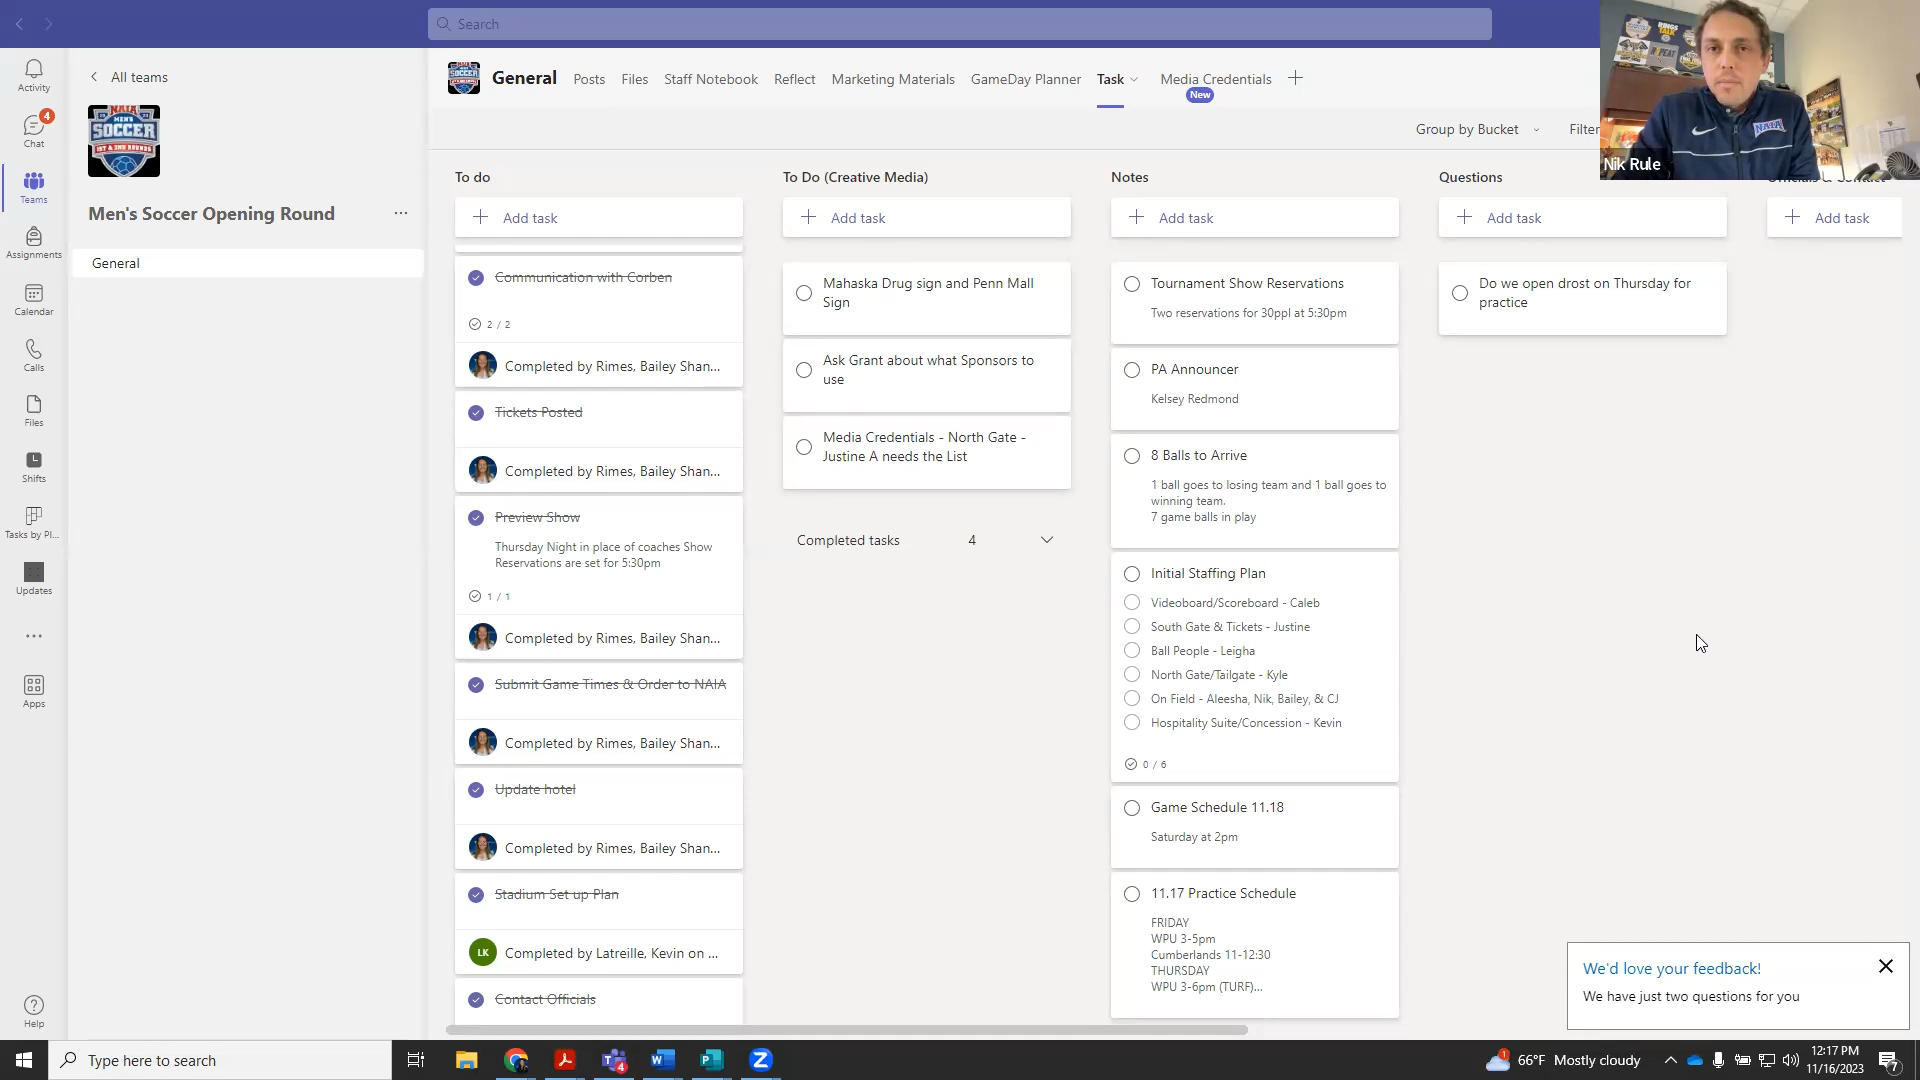 Search
Activity
Chat
4
Teams
Assignments
Calendar
Calls
Files
Shifts
Tasks by Pl...
Updates
Apps
Help
All teams
NAIA
MEN'S
SOCCER
1ST & 2ND ROUNDS
Men's Soccer Opening Round
General
General
Posts
Files
Staff Notebook
Reflect
Marketing Materials
GameDay Planner
Task
Media Credentials
New
Group by Bucket
Filter
To do
Add task
Communication with Corben
2 / 2
Completed by Rimes, Bailey Shan...
Tickets Posted
Completed by Rimes, Bailey Shan...
Preview Show
Thursday Night in place of coaches Show
Reservations are set for 5:30pm
1 / 1
Completed by Rimes, Bailey Shan...
Submit Game Times & Order to NAIA
Completed by Rimes, Bailey Shan...
Update hotel
Completed by Rimes, Bailey Shan...
Stadium Set up Plan
LK
Completed by Latreille, Kevin on ...
Contact Officials
To Do (Creative Media)
Add task
Mahaska Drug sign and Penn Mall
Sign
Ask Grant about what Sponsors to
use
Media Credentials - North Gate -
Justine A needs the List
Completed tasks
4
Notes
Add task
Tournament Show Reservations
Two reservations for 30ppl at 5:30pm
PA Announcer
Kelsey Redmond
8 Balls to Arrive
1 ball goes to losing team and 1 ball goes to
winning team.
7 game balls in play
Initial Staffing Plan
Videoboard/Scoreboard - Caleb
South Gate & Tickets - Justine
Ball People - Leigha
North Gate/Tailgate - Kyle
On Field - Aleesha, Nik, Bailey, & CJ
Hospitality Suite/Concession - Kevin
0 / 6
Game Schedule 11.18
Saturday at 2pm
11.17 Practice Schedule
FRIDAY
WPU 3-5pm
Cumberlands 11-12:30
THURSDAY
WPU 3-6pm (TURF)...
Questions
Add task
Do we open drost on Thursday for
practice
Add task
RINGS
TALK
REPEAT
NAIA
Nik Rule
We'd love your feedback!
We have just two questions for you
Type here to search
4
1
66°F Mostly cloudy
12:17 PM
11/16/2023
7